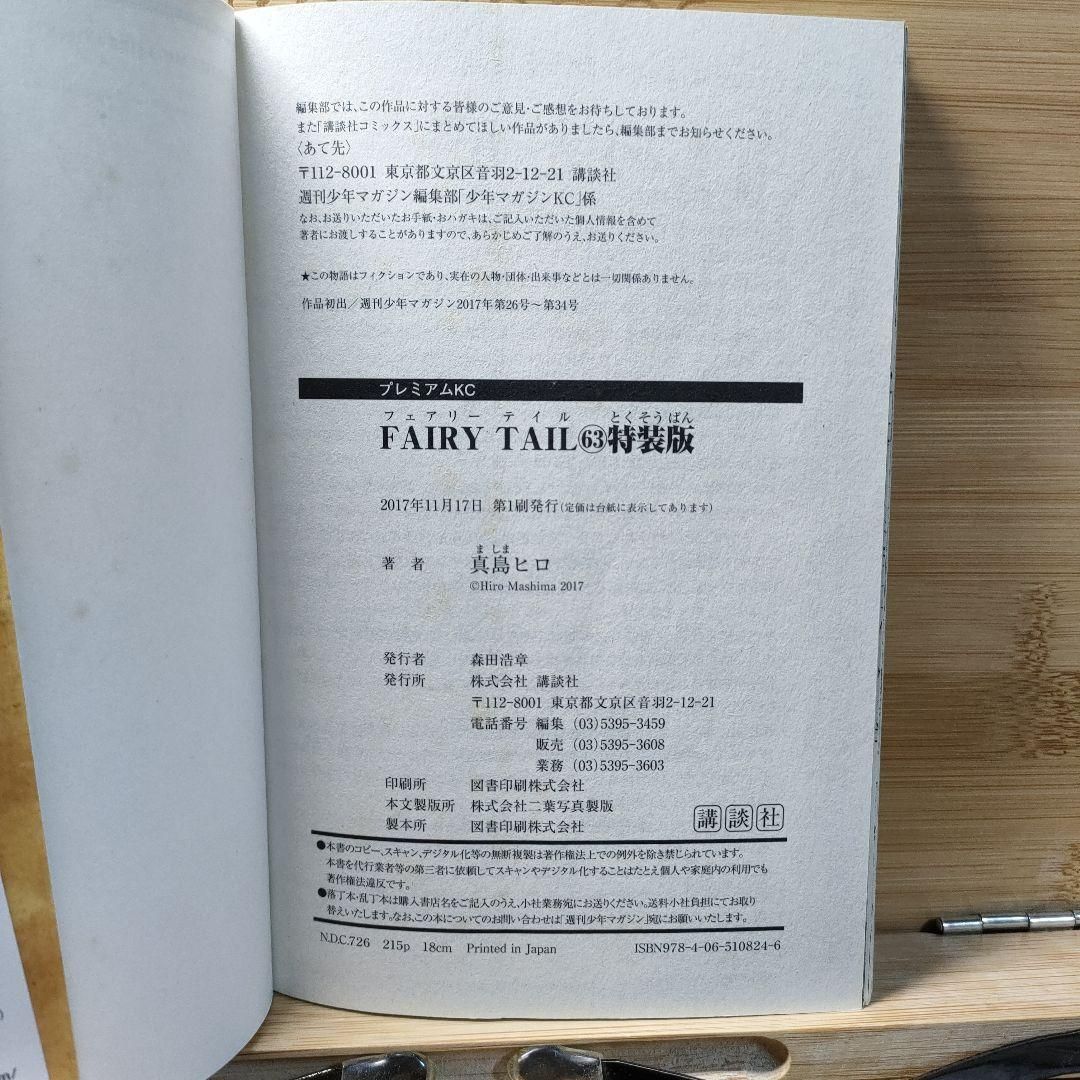 編集部では、この作品に対する皆様のご意見・ご感想をお待ちしております。
また「講談社コミックス」にまとめてほしい作品がありましたら、編集部までお知らせください。
〈あて先〉
〒112-8001 東京都文京区音羽2-12-21 講談社
週刊少年マガジン編集部「少年マガジンKC」係
なお、お送りいただいたお手紙・おハガキは、ご記入いただいた個人情報を含めて
著者にお渡しすることがありますので、あらかじめご了解のうえ、お送りください。
★この物語はフィクションであり、実在の人物・団体・出来事などとは一切関係ありません。
作品初出／週刊少年マガジン2017年第26号〜第34号
プレミアムKC
フェアリー テイル とくそうばん
FAIRY TAIL63特装版
2017年11月17日 第1刷発行(定価は台紙に表示してあります)
ましま
著者 真島ヒロ
©Hiro Mashima 2017
発行者 森田浩章
発行所 株式会社 講談社
〒112-8001 東京都文京区音羽2-12-21
電話番号 編集 (03)5395-3459
販売 (03)5395-3608
業務 (03)5395-3603
印刷所 図書印刷株式会社
本文製版所 株式会社二葉写真製版
製本所 図書印刷株式会社
講談社
●本書のコピー、スキャン、デジタル化等の無断複製は著作権法上での例外を除き禁じられています。
本書を代行業者等の第三者に依頼してスキャンやデジタル化することはたとえ個人や家庭内の利用でも
著作権法違反です。
●落丁本・乱丁本は購入書店名をご記入のうえ、小社業務宛にお送りください。送料小社負担にてお取り
替えいたします。なお、この本についてのお問い合わせは「週刊少年マガジン」宛にお願いいたします。
N.D.C.726 215p 18cm Printed in Japan ISBN978-4-06-510824-6